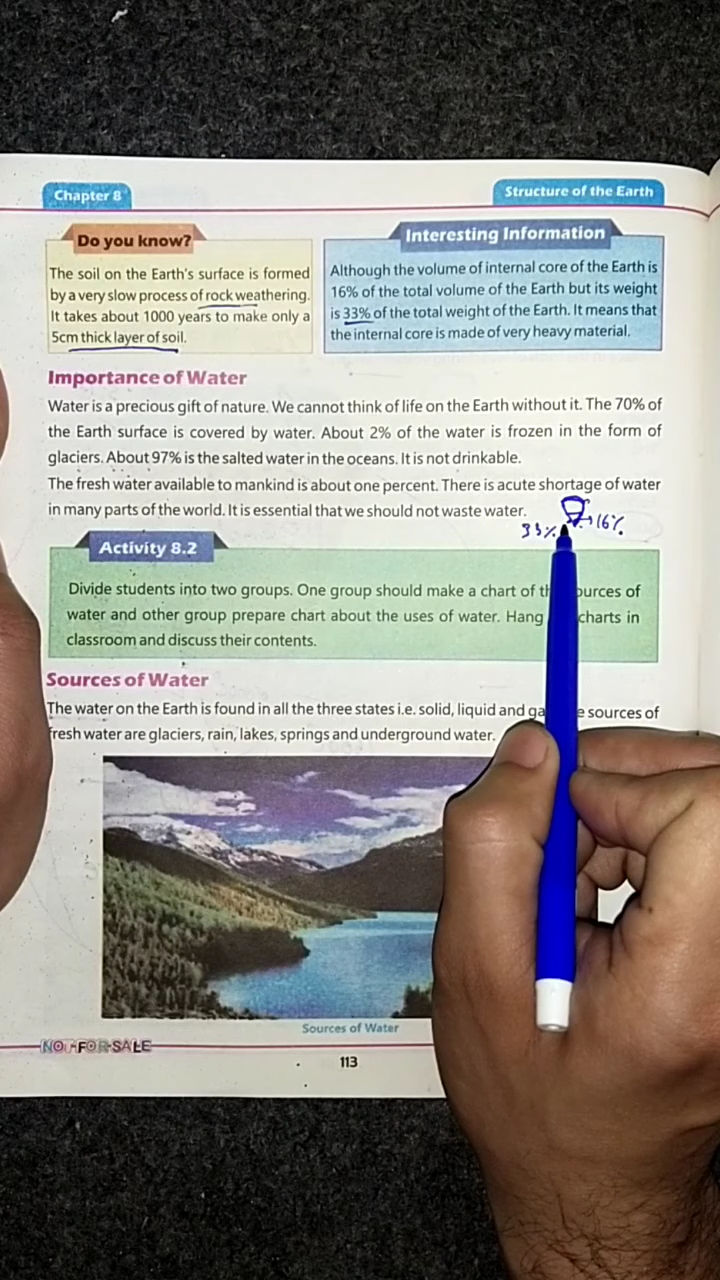 Chapter 8
Structure of the Earth
Do you know?
The soil on the Earth's surface is formed
by a very slow process of rock weathering.
It takes about 1000 years to make only a
5cm thick layer of soil.
Interesting Information
Although the volume of internal core of the Earth is
16% of the total volume of the Earth but its weight
is 33% of the total weight of the Earth. It means that
the internal core is made of very heavy material.
Importance of Water
Water is a precious gift of nature. We cannot think of life on the Earth without it. The 70% of
the Earth surface is covered by water. About 2% of the water is frozen in the form of
glaciers. About 97% is the salted water in the oceans. It is not drinkable.
The fresh water available to mankind is about one percent. There is acute shortage of water
in many parts of the world. It is essential that we should not waste water.
33% 16%
Activity 8.2
Divide students into two groups. One group should make a chart of ources of
water and other group prepare chart about the uses of water. Hang charts in
classroom and discuss their contents.
Sources of Water
The water on the Earth is found in all the three states i.e. solid, liquid and ga e sources of
fresh water are glaciers, rain, lakes, springs and underground water.
Sources of Water
NOT FOR SALE
113